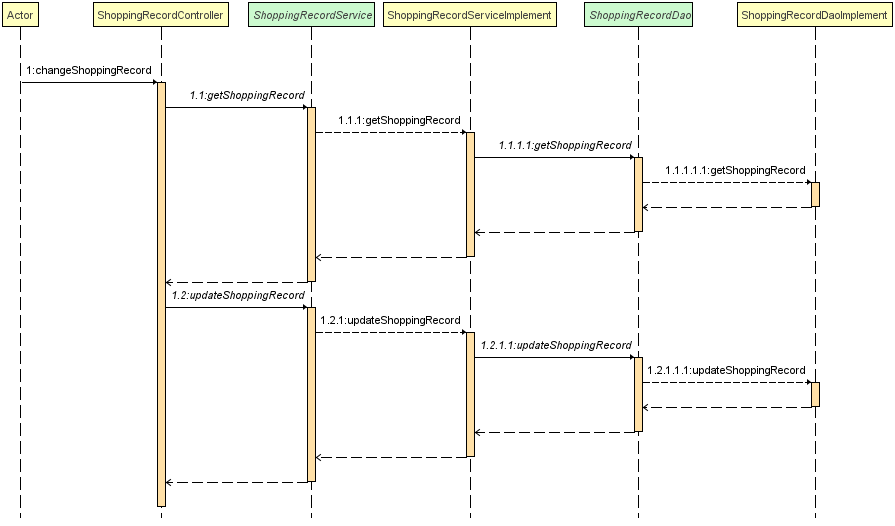 Actor
ShoppingRecordController
ShoppingRecordService
ShoppingRecordServiceImplement
ShoppingRecordDao
ShoppingRecordDaoImplement
1:changeShoppingRecord
1.1:getShoppingRecord
1.1.1:getShoppingRecord
1.1.1.1:getShoppingRecord
1.1.1.1.1:getShoppingRecord
1.2:updateShoppingRecord
1.2.1:updateShoppingRecord
1.2.1.1:updateShoppingRecord
1.2.1.1.1:updateShoppingRecord